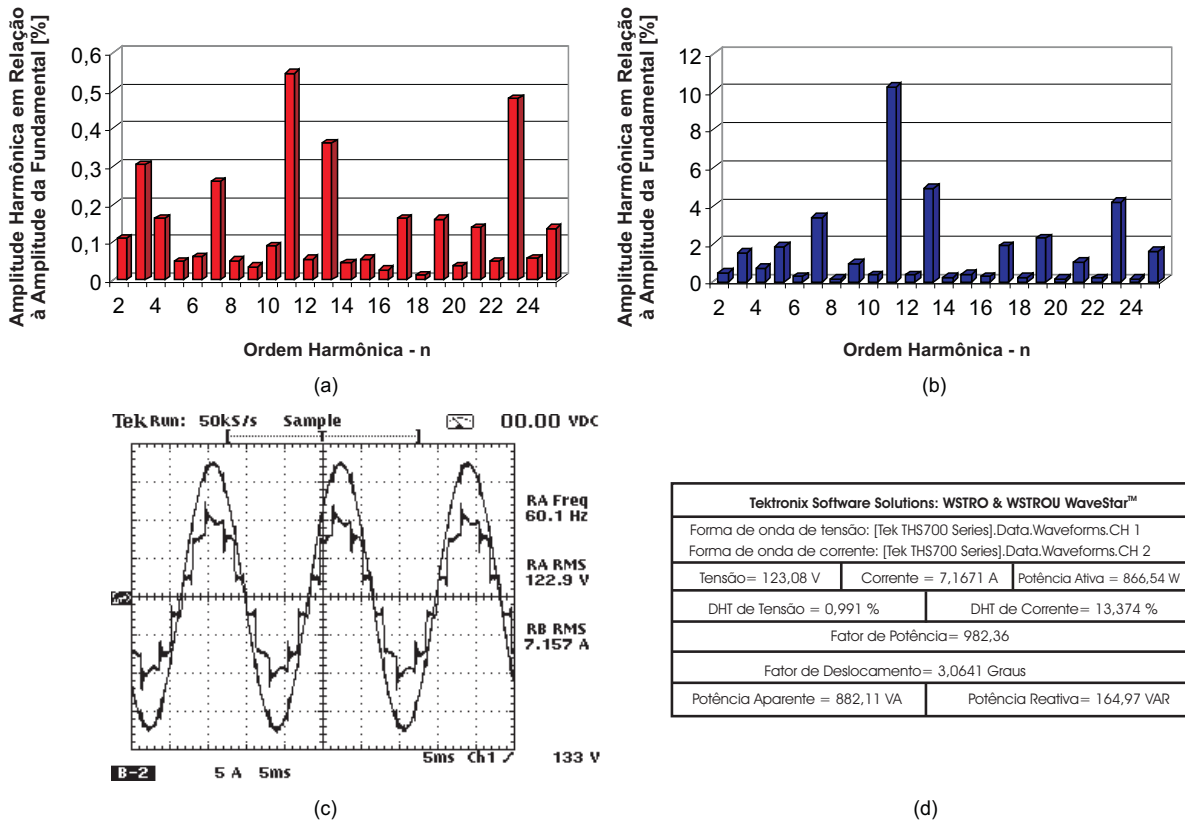 Amplitude Harmônica em Relação
à Amplitude da Fundamental [%]
0,6
0,5
0,4
0,3
0,2
0,1
0
2 4 6 8 10 12 14 16 18 20 22 24
Ordem Harmônica - n
(a)
Amplitude Harmônica em Relação
à Amplitude da Fundamental [%]
12
10
8
6
4
2
0
2 4 6 8 10 12 14 16 18 20 22 24
Ordem Harmônica - n
(b)
Tek Run: 50kS/s Sample 00.00 VDC
T
RA Freq
60.1 Hz
RA RMS
122.9 V
RB RMS
7.157 A
5ms Ch1 133 V
B-2 5 A 5ms
(c)
Tektronix Software Solutions: WSTRO & WSTROU WaveStar™
Forma de onda de tensão: [Tek THS700 Series].Data.Waveforms.CH 1
Forma de onda de corrente: [Tek THS700 Series].Data.Waveforms.CH 2
Tensão= 123,08 V Corrente = 7,1671 A Potência Ativa = 866,54 W
DHT de Tensão = 0,991 % DHT de Corrente= 13,374 %
Fator de Potência= 982,36
Fator de Deslocamento= 3,0641 Graus
Potência Aparente = 882,11 VA Potência Reativa= 164,97 VAR
(d)